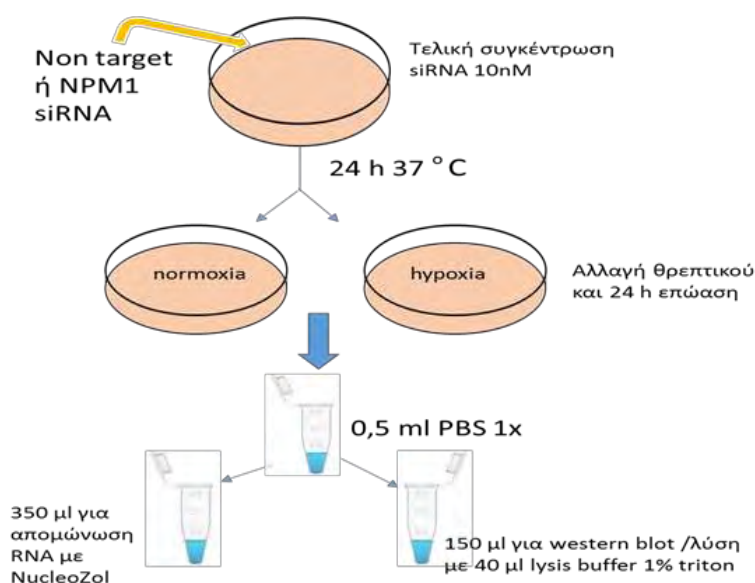 Non target
ή NPM1
siRNA
Τελική συγκέντρωση
siRNA 10nM
24 h 37 °C
normoxia
hypoxia
Αλλαγή θρεπτικού
και 24 h επώαση
0,5 ml PBS 1x
350 μl για
απομόνωση
RNA με
NucleoZol
150 μl για western blot /λύση
με 40 μl lysis buffer 1% triton